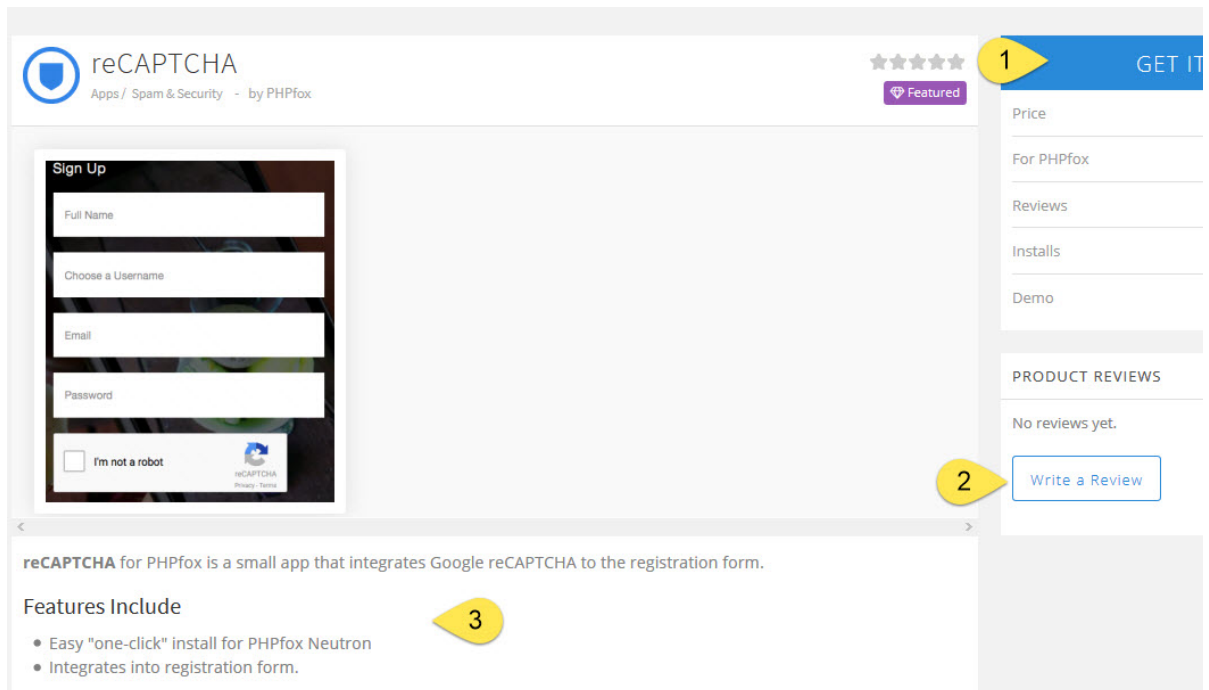 reCAPTCHA
Apps / Spam & Security - by PHPfox
Featured
1
GET IT
Price
For PHPfox
Reviews
Installs
Demo
Sign Up
Full Name
Choose a Username
Email
Password
I'm not a robot
reCAPTCHA
Privacy - Terms
PRODUCT REVIEWS
No reviews yet.
2
Write a Review
reCAPTCHA for PHPfox is a small app that integrates Google reCAPTCHA to the registration form.
Features Include
3
Easy "one-click" install for PHPfox Neutron
Integrates into registration form.